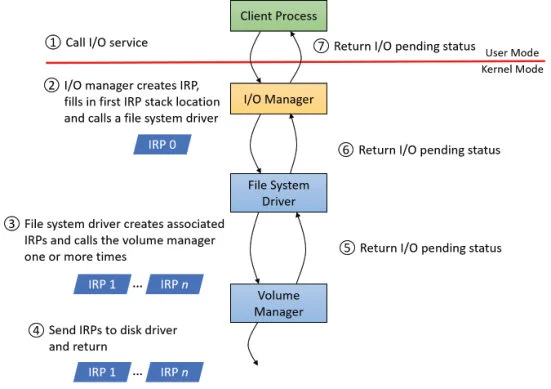 Client Process
① Call I/O service
⑦ Return I/O pending status
User Mode
Kernel Mode
② I/O manager creates IRP,
fills in first IRP stack location
and calls a file system driver
I/O Manager
IRP 0
⑥ Return I/O pending status
File System
Driver
③ File system driver creates associated
IRPs and calls the volume manager
one or more times
⑤ Return I/O pending status
IRP 1 ... IRP n
Volume
Manager
④ Send IRPs to disk driver
and return
IRP 1 ... IRP n